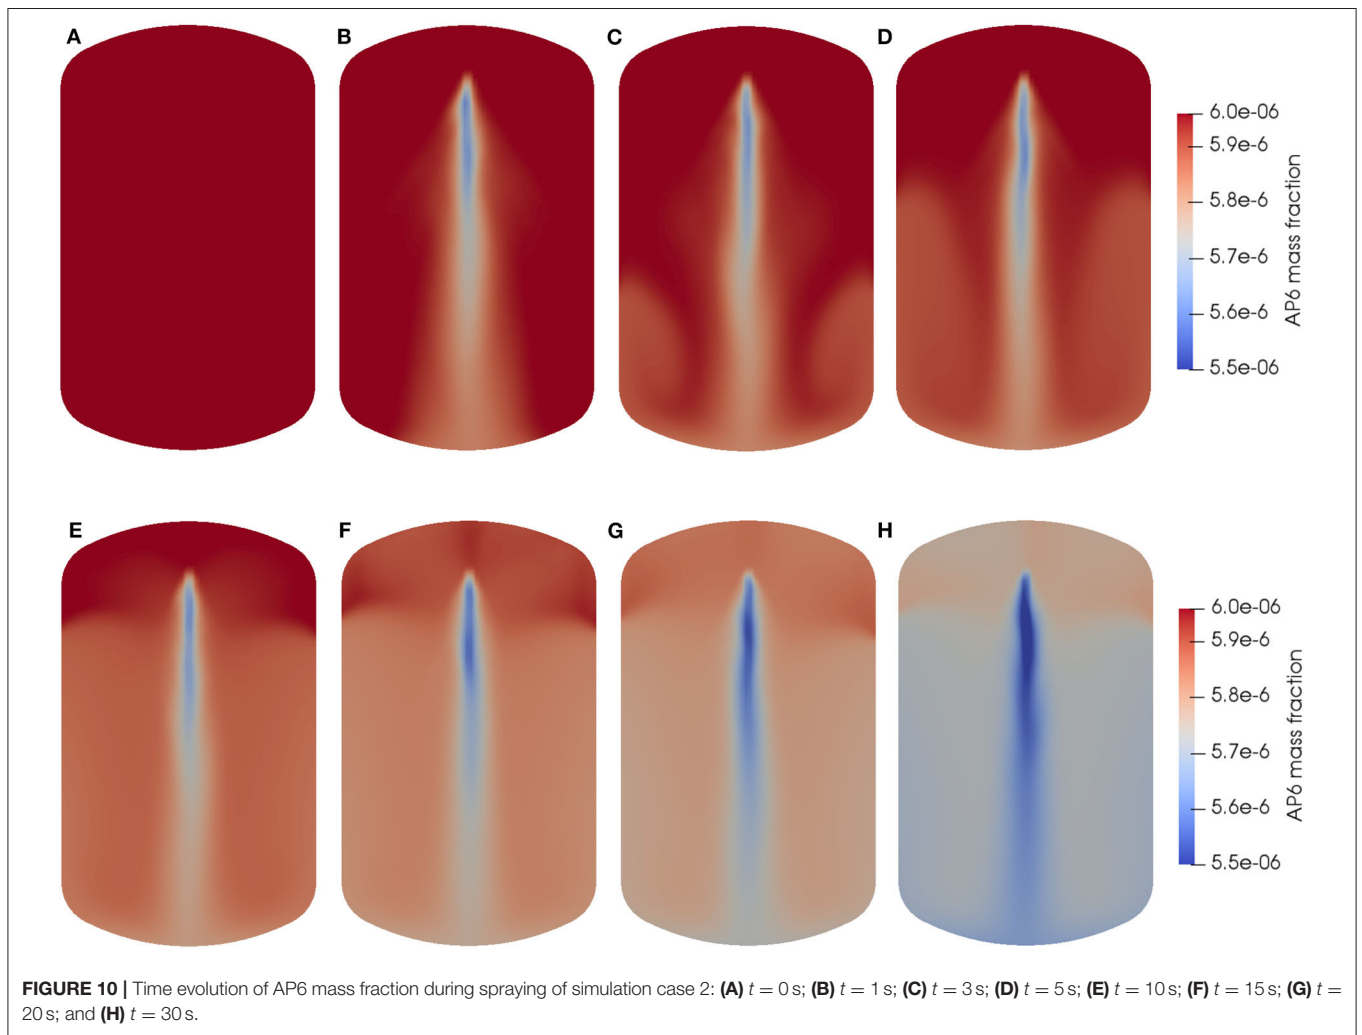 A
B
C
D
6.0e-06
5.9e-6
5.8e-6
5.7e-6
5.6e-6
5.5e-06
AP6 mass fraction
E
F
G
H
6.0e-06
5.9e-6
5.8e-6
5.7e-6
5.6e-6
5.5e-06
AP6 mass fraction
FIGURE 10 | Time evolution of AP6 mass fraction during spraying of simulation case 2: (A) t = 0 s; (B) t = 1 s; (C) t = 3 s; (D) t = 5 s; (E) t = 10 s; (F) t = 15 s; (G) t =
20 s; and (H) t = 30 s.